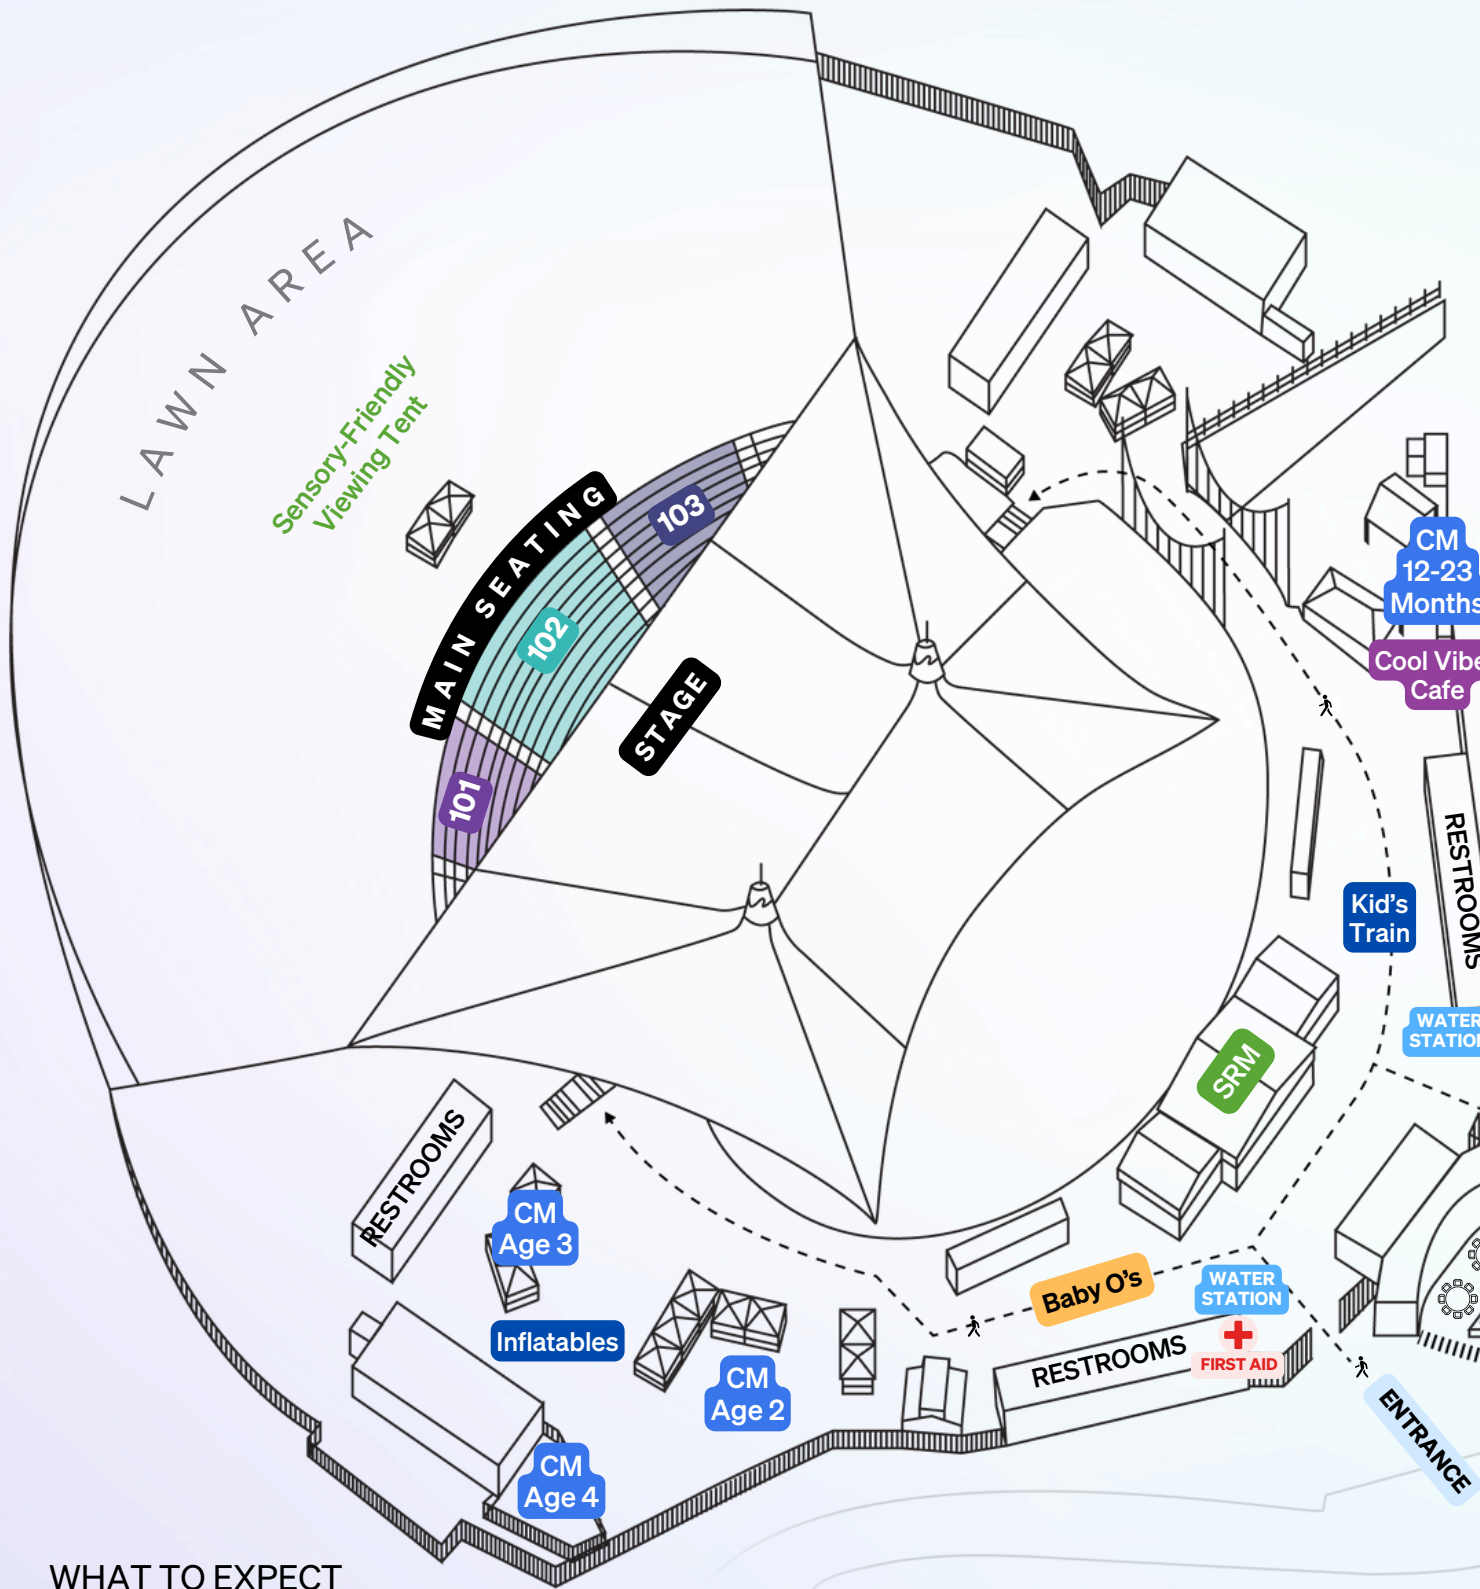 LAWN AREA
Sensory-Friendly
Viewing Tent
MAIN SEATING
103
102
101
STAGE
CM
12-23
Months
Cool Vibe
Cafe
RESTROOMS
Kid's
Train
WATER
STATION
SRM
RESTROOMS
CM
Age 3
Inflatables
CM
Age 2
CM
Age 4
Baby O's
WATER
STATION
RESTROOMS
FIRST AID
ENTRANCE
WHAT TO EXPECT